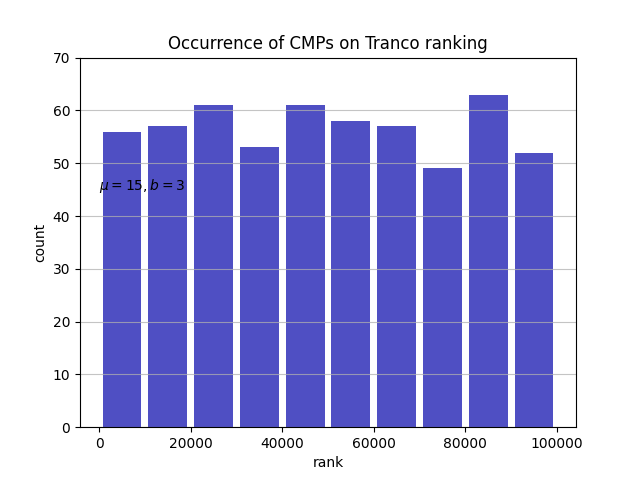 Occurrence of CMPs on Tranco ranking
70
60
50
40
30
20
10
0
count
μ = 15, b = 3
0 20000 40000 60000 80000 100000
rank